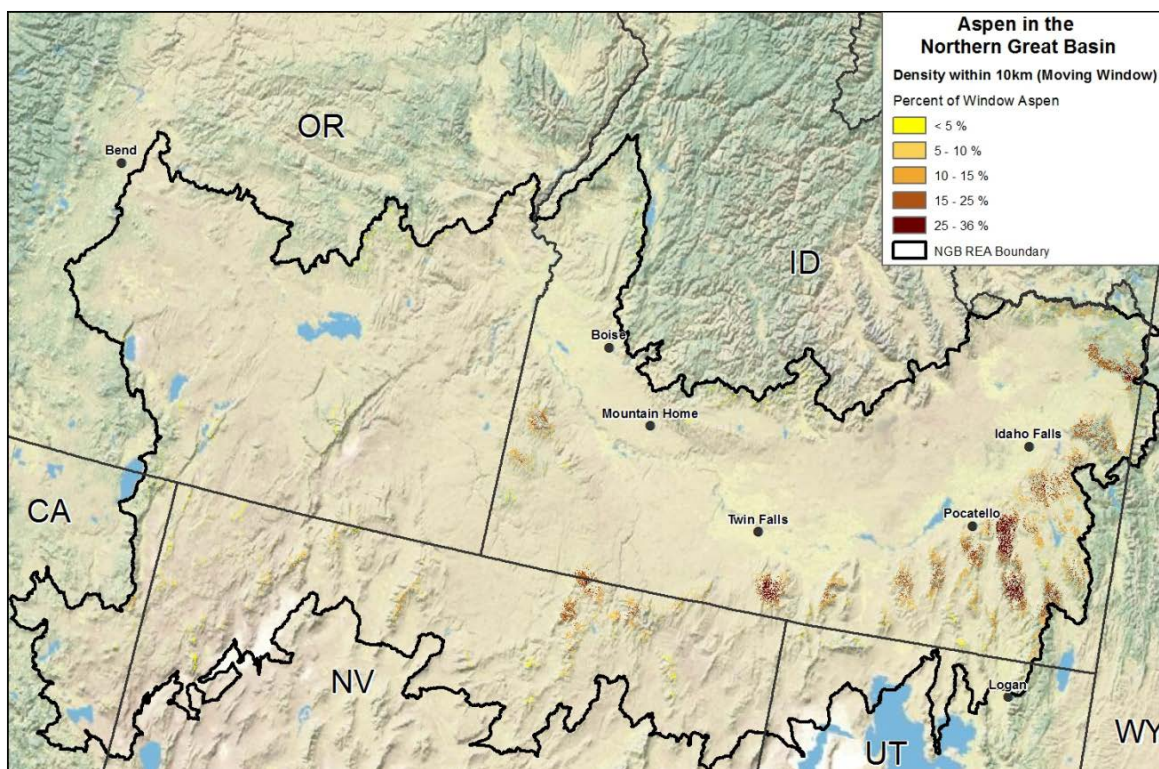 Aspen in the
Northern Great Basin
Density within 10km (Moving Window)
Percent of Window Aspen
< 5 %
5 - 10 %
10 - 15 %
15 - 25 %
25 - 36 %
NGB REA Boundary
OR
Bend
ID
Boise
Mountain Home
Idaho Falls
CA
Twin Falls
Pocatello
NV
Logan
UT
WY